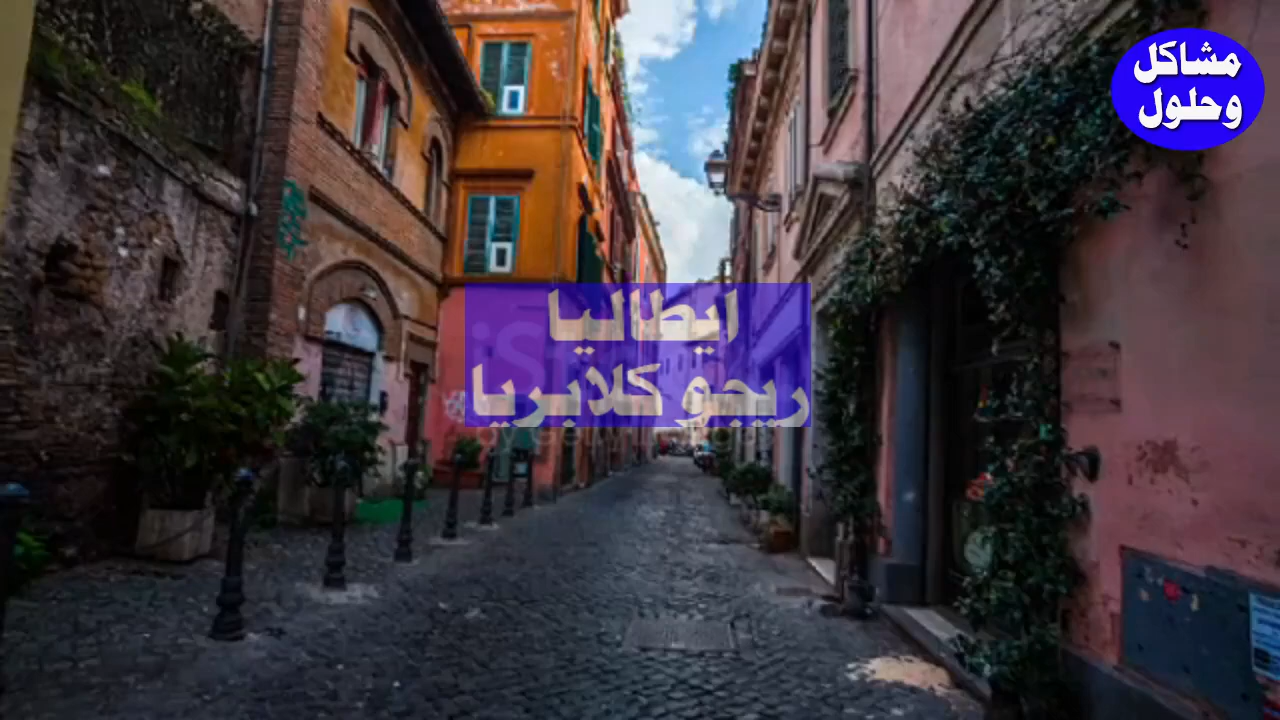 مشاكل
وحلول
ايطاليا
ريجو كلابريا